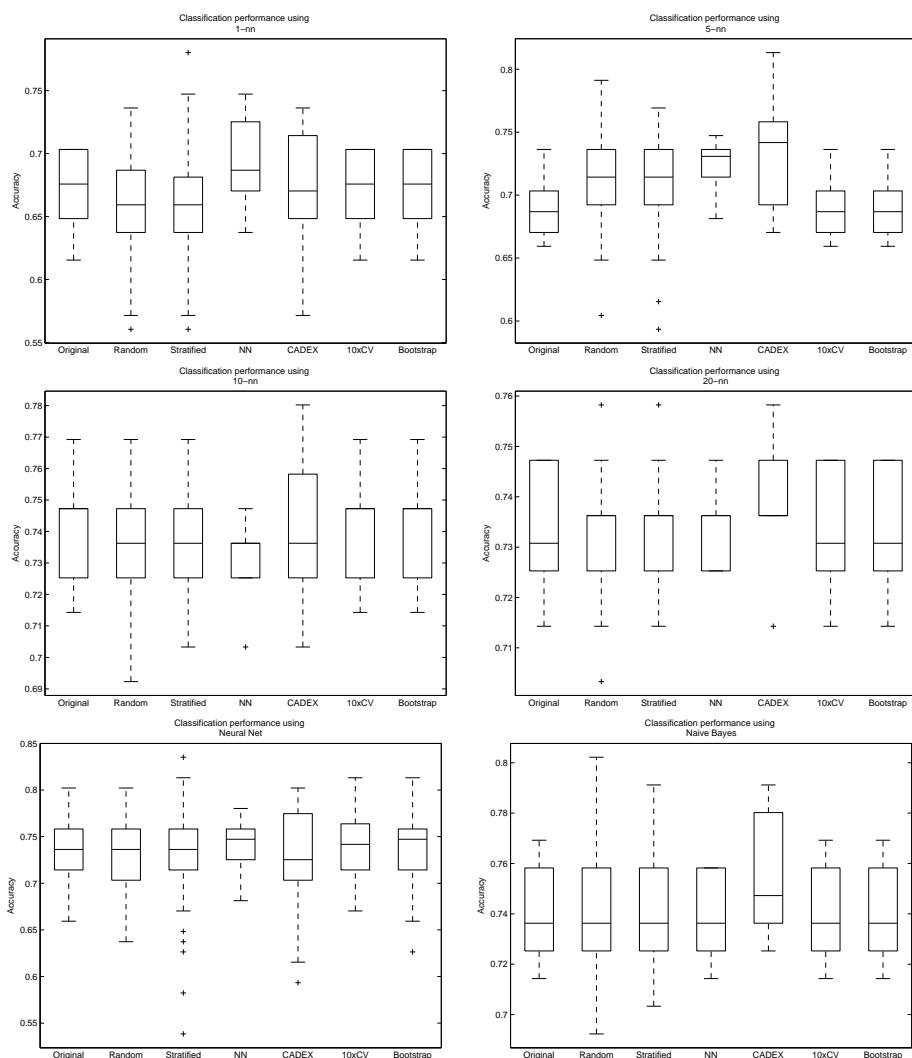 Classification performance using
1−nn
0.75
0.7
0.65
0.6
0.55
Accuracy
Original Random Stratified NN CADEX 10xCV Bootstrap
Classification performance using
5−nn
0.8
0.75
0.7
0.65
0.6
Accuracy
Original Random Stratified NN CADEX 10xCV Bootstrap
Classification performance using
10−nn
0.78
0.77
0.76
0.75
0.74
0.73
0.72
0.71
0.7
0.69
Accuracy
Original Random Stratified NN CADEX 10xCV Bootstrap
Classification performance using
20−nn
0.76
0.75
0.74
0.73
0.72
0.71
Accuracy
Original Random Stratified NN CADEX 10xCV Bootstrap
Classification performance using
Neural Net
0.85
0.8
0.75
0.7
0.65
0.6
0.55
Accuracy
Original Random Stratified NN CADEX 10xCV Bootstrap
Classification performance using
Naive Bayes
0.8
0.78
0.76
0.74
0.72
0.7
Accuracy
Original Random Stratified NN CADEX 10xCV Bootstrap